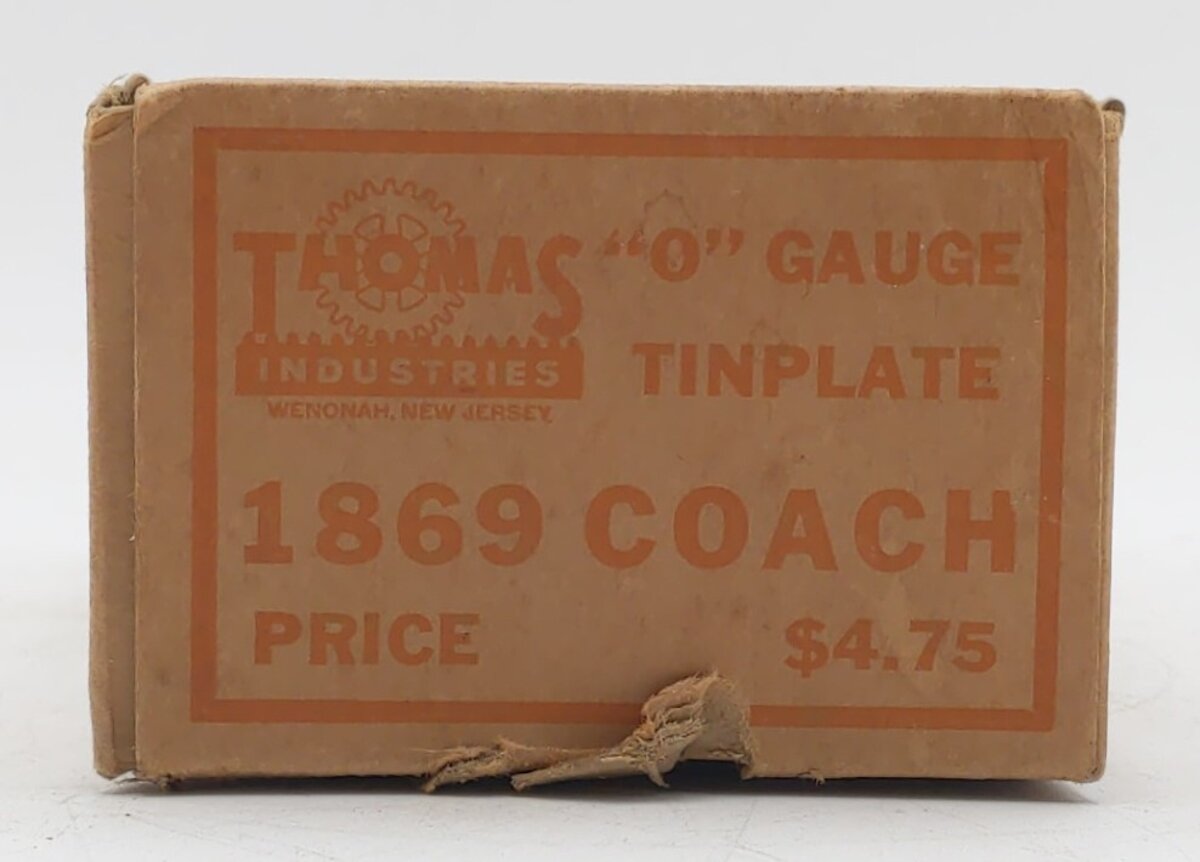 THOMAS
INDUSTRIES
WENONAH, NEW JERSEY
"O" GAUGE
TINPLATE
1869 COACH
PRICE $4.75